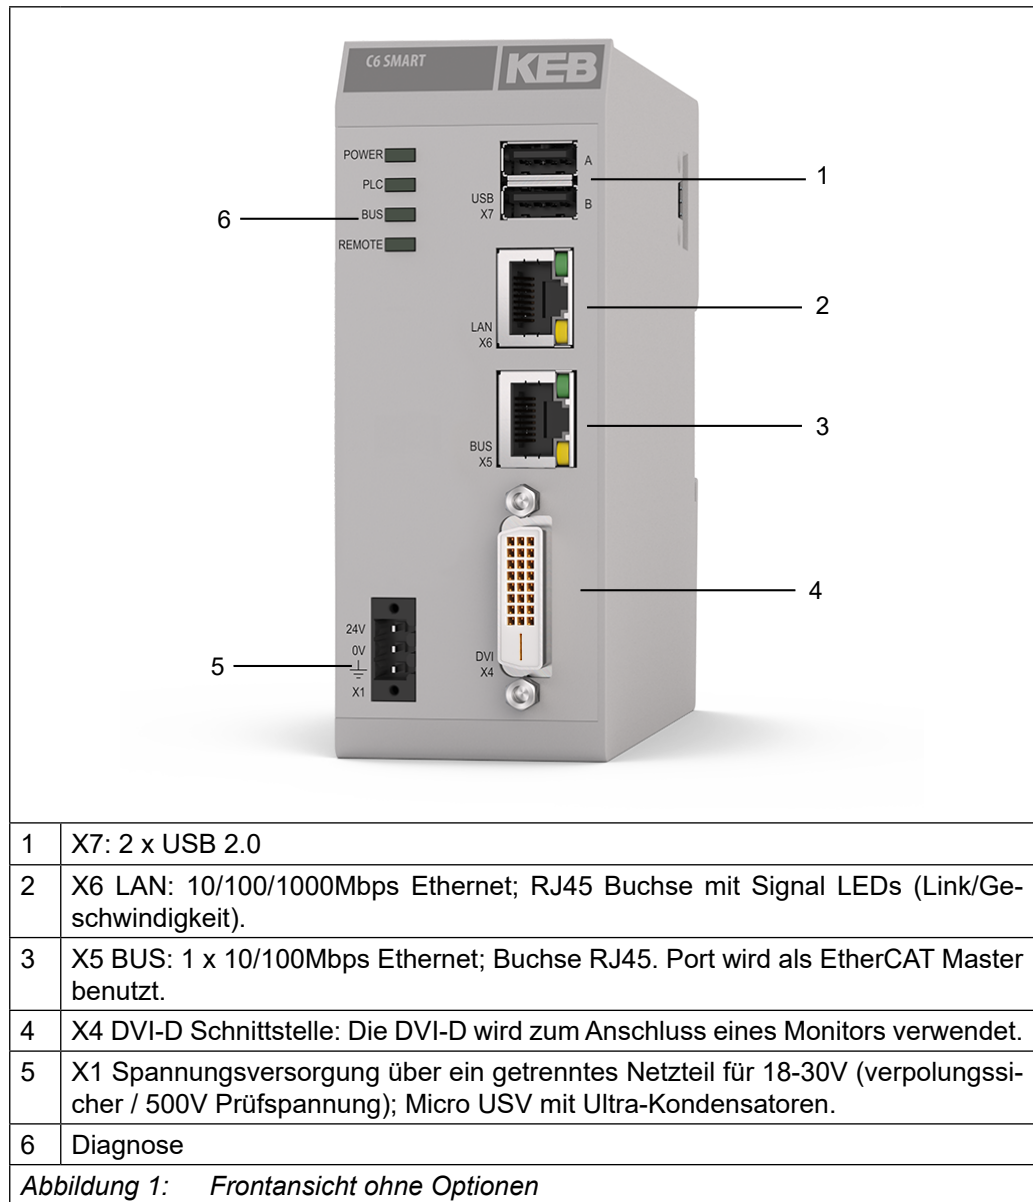 C6 SMART
KEB
POWER
PLC
BUS
REMOTE
6
A
USB
B
X7
1
LAN
X6
2
BUS
X5
3
DVI
X4
4
24V
0V
X1
5
1 X7: 2 x USB 2.0
2 X6 LAN: 10/100/1000Mbps Ethernet; RJ45 Buchse mit Signal LEDs (Link/Ge-
schwindigkeit).
3 X5 BUS: 1 x 10/100Mbps Ethernet; Buchse RJ45. Port wird als EtherCAT Master
benutzt.
4 X4 DVI-D Schnittstelle: Die DVI-D wird zum Anschluss eines Monitors verwendet.
5 X1 Spannungsversorgung über ein getrenntes Netzteil für 18-30V (verpolungssi-
cher / 500V Prüfspannung); Micro USV mit Ultra-Kondensatoren.
6 Diagnose
Abbildung 1: Frontansicht ohne Optionen